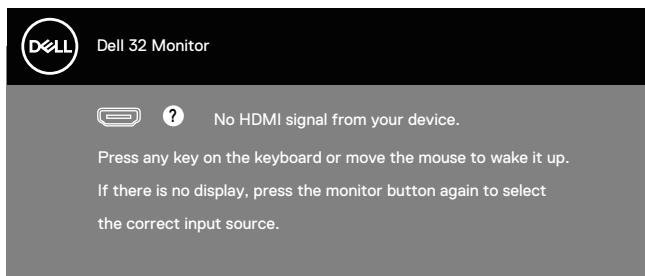 DELL
Dell 32 Monitor
? No HDMI signal from your device.
Press any key on the keyboard or move the mouse to wake it up.
If there is no display, press the monitor button again to select
the correct input source.